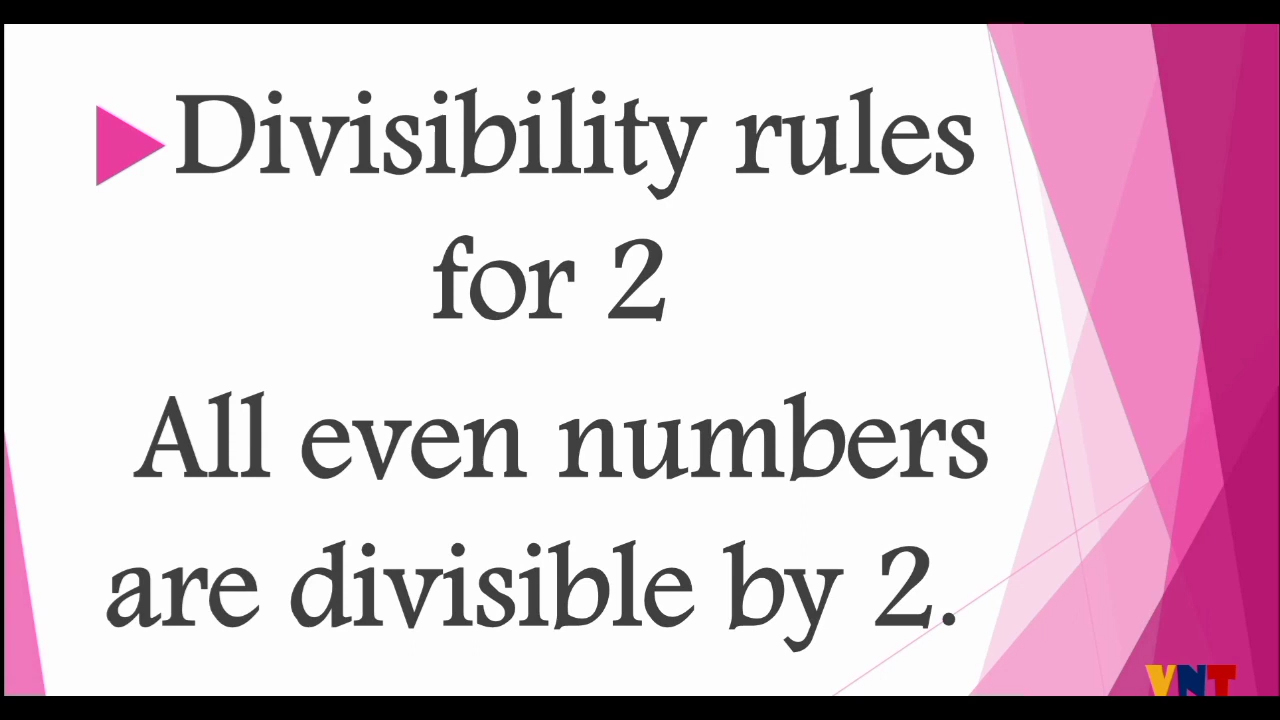 Divisibility rules
for 2
All even numbers
are divisible by 2.
VNT